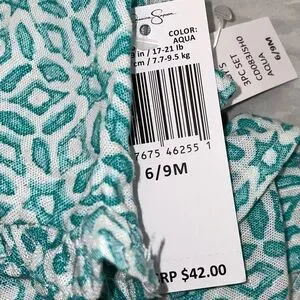 COLOR:
AQUA
in / 17-21 lb
cm / 7.7-9.5 kg
7675 46255 1
6/9M
RP $42.00
3PC SET
AQUA
6/9M